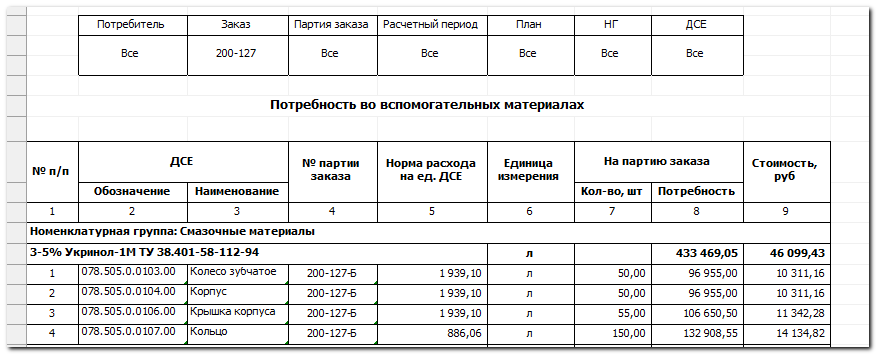 Потребитель Заказ Партия заказа Расчетный период План НГ ДСЕ
Все 200-127 Все Все Все Все Все
Потребность во вспомогательных материалах
№ п/п ДСЕ № партии заказа Норма расхода на ед. ДСЕ Единица измерения На партию заказа Стоимость, руб
Обозначение Наименование Кол-во, шт Потребность
1 2 3 4 5 6 7 8 9
Номенклатурная группа: Смазочные материалы
3-5% Укринол-1М ТУ 38.401-58-112-94 л 433 469,05 46 099,43
1 078.505.0.0103.00 Колесо зубчатое 200-127-Б 1 939,10 л 50,00 96 955,00 10 311,16
2 078.505.0.0104.00 Корпус 200-127-Б 1 939,10 л 50,00 96 955,00 10 311,16
3 078.505.0.0106.00 Крышка корпуса 200-127-Б 1 939,10 л 55,00 106 650,50 11 342,28
4 078.505.0.0107.00 Кольцо 200-127-Б 886,06 л 150,00 132 908,55 14 134,82